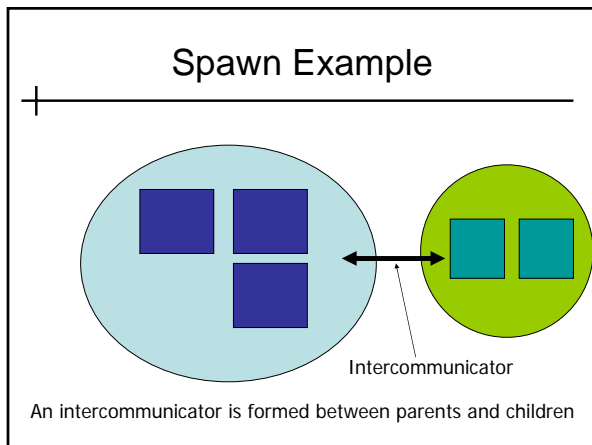 Spawn Example
Intercommunicator
An intercommunicator is formed between parents and children